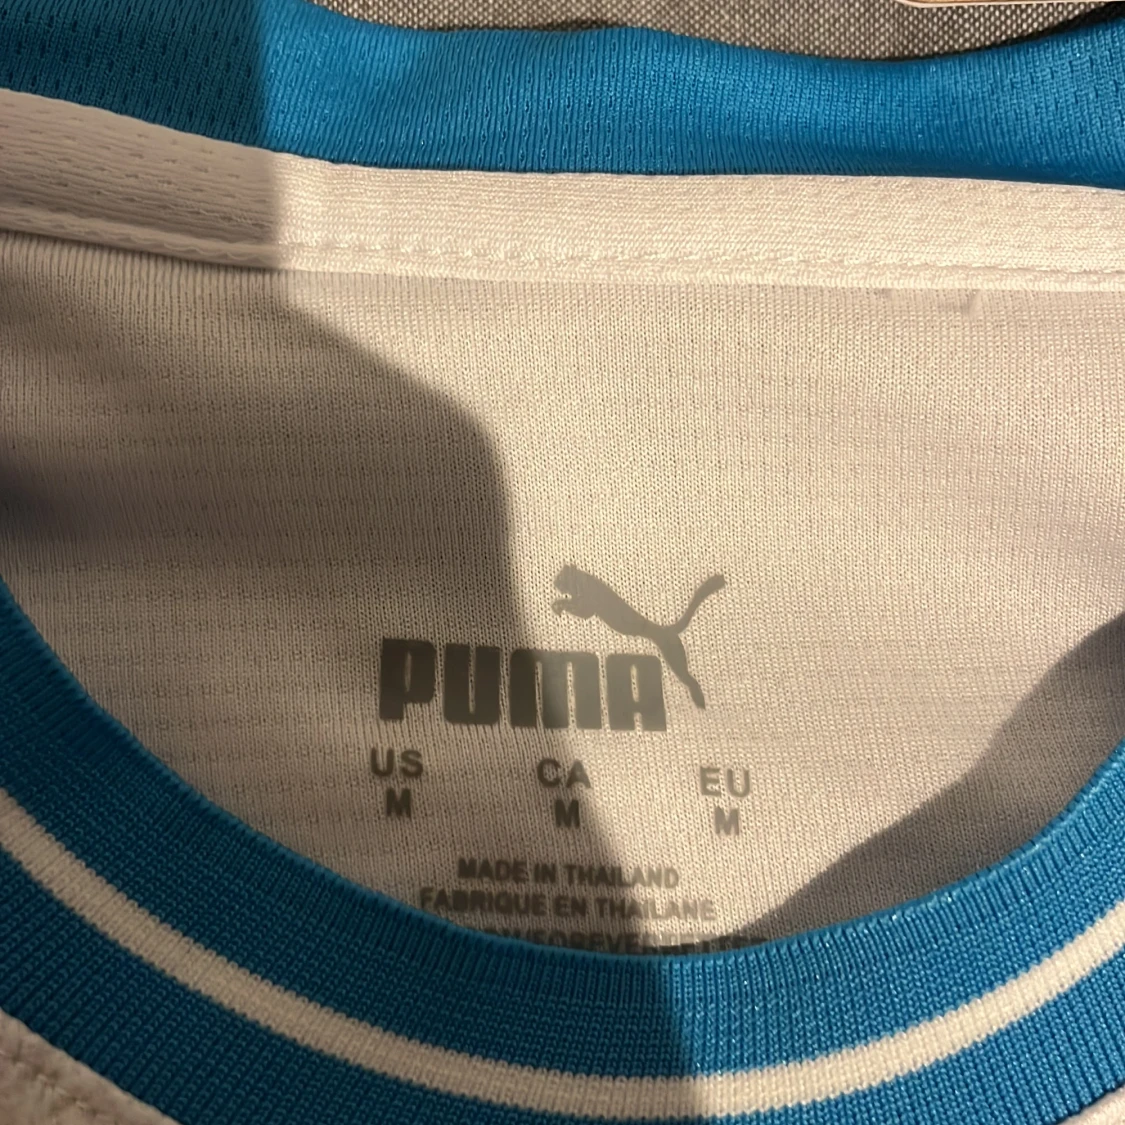 PUMA
US CA EU
M M M
MADE IN THAILAND
FABRIQUE EN THAILANE